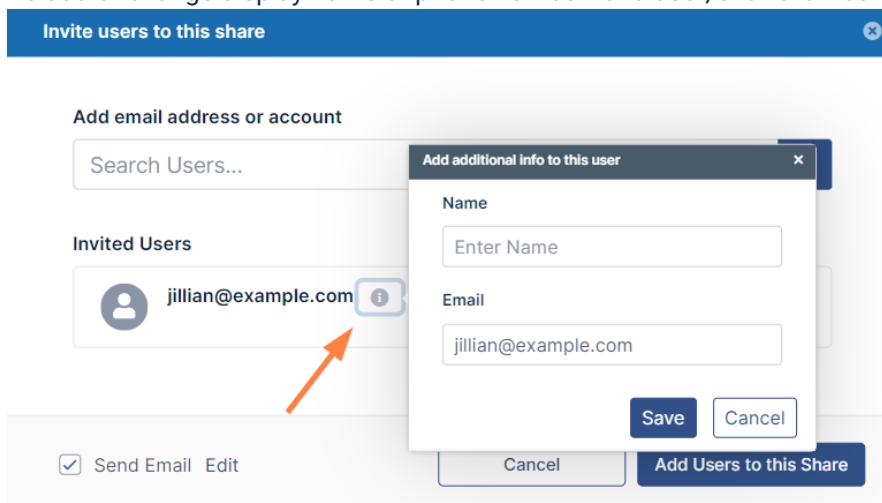 Invite users to this share
Add email address or account
Search Users...
Add additional info to this user
Name
Enter Name
Invited Users
jillian@example.com
Email
jillian@example.com
Save Cancel
Send Email Edit
Cancel Add Users to this Share